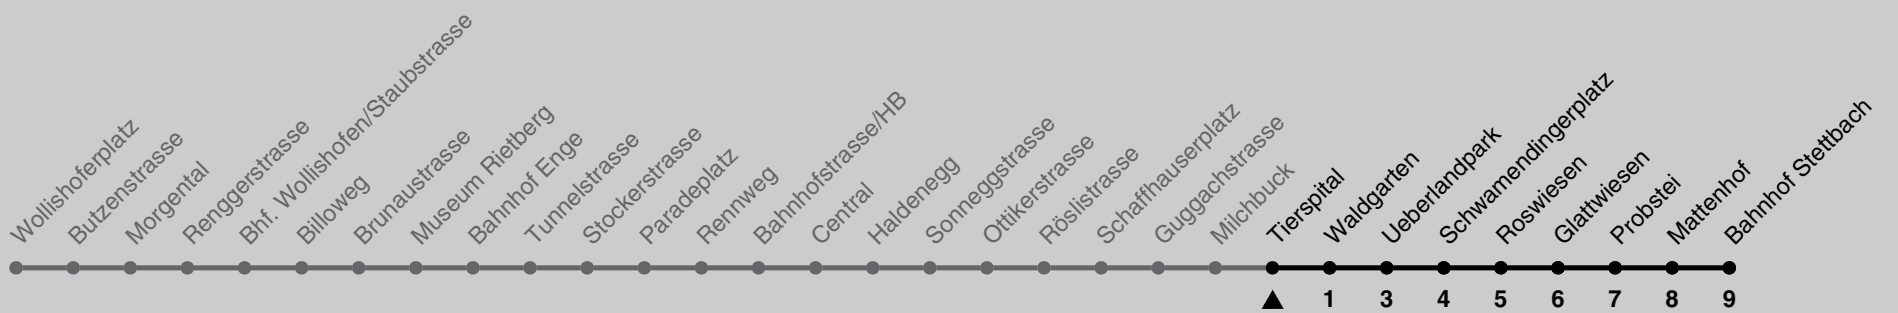 Wollishoferplatz
Butzenstrasse
Morgental
Renggerstrasse
Bhf. Wollishofen/Staubstrasse
Billoweg
Brunaustrasse
Museum Rietberg
Bahnhof Enge
Tunnelstrasse
Stockerstrasse
Paradeplatz
Rennweg
Bahnhofstrasse/HB
Central
Haldenegg
Sonneggstrasse
Ottikerstrasse
Röslistrasse
Schaffhauserplatz
Guggachstrasse
Milchbuck
Tierspital
Waldgarten
Ueberlandpark
Schwamendingerplatz
Roswiesen
Glattwiesen
Probstei
Mattenhof
Bahnhof Stettbach
1 3 4 5 6 7 8 9